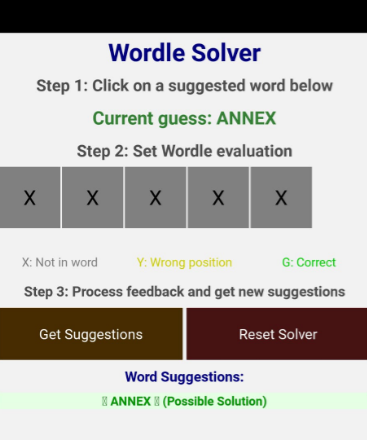 Wordle Solver
Step 1: Click on a suggested word below
Current guess: ANNEX
Step 2: Set Wordle evaluation
X X X X X
X: Not in word Y: Wrong position G: Correct
Step 3: Process feedback and get new suggestions
Get Suggestions Reset Solver
Word Suggestions:
ANNEX (Possible Solution)